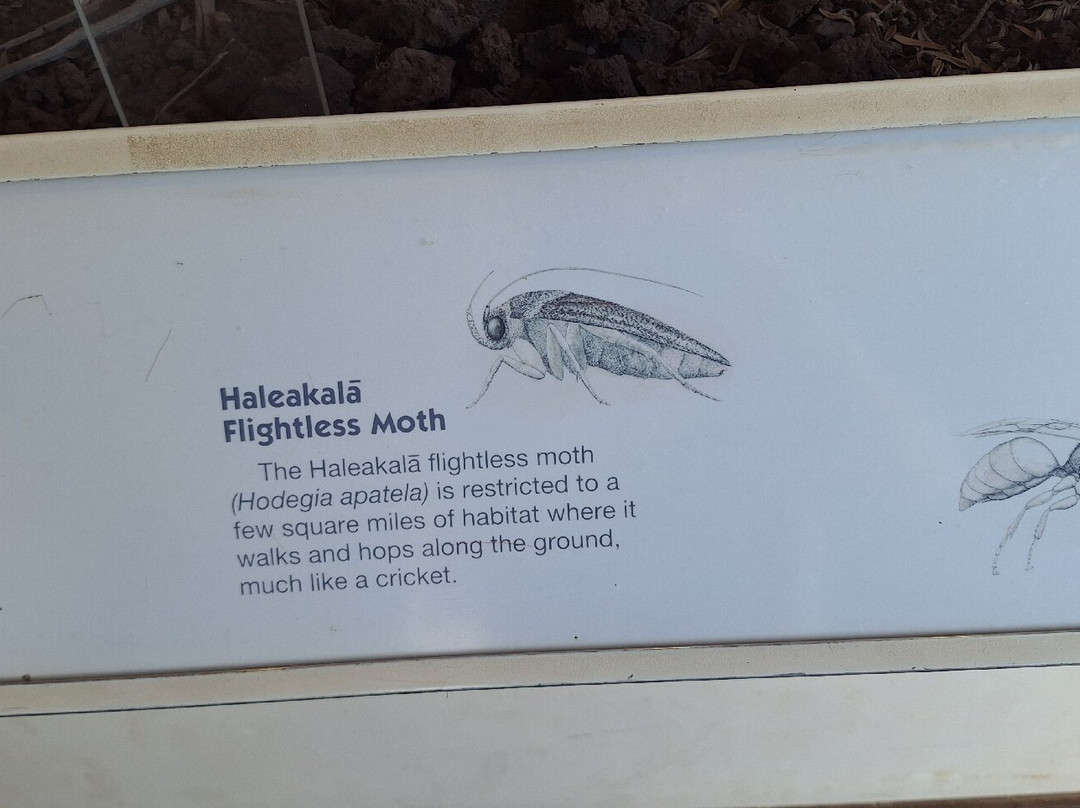 Haleakalā
Flightless Moth
The Haleakalā flightless moth
(Hodegia apatela) is restricted to a
few square miles of habitat where it
walks and hops along the ground,
much like a cricket.